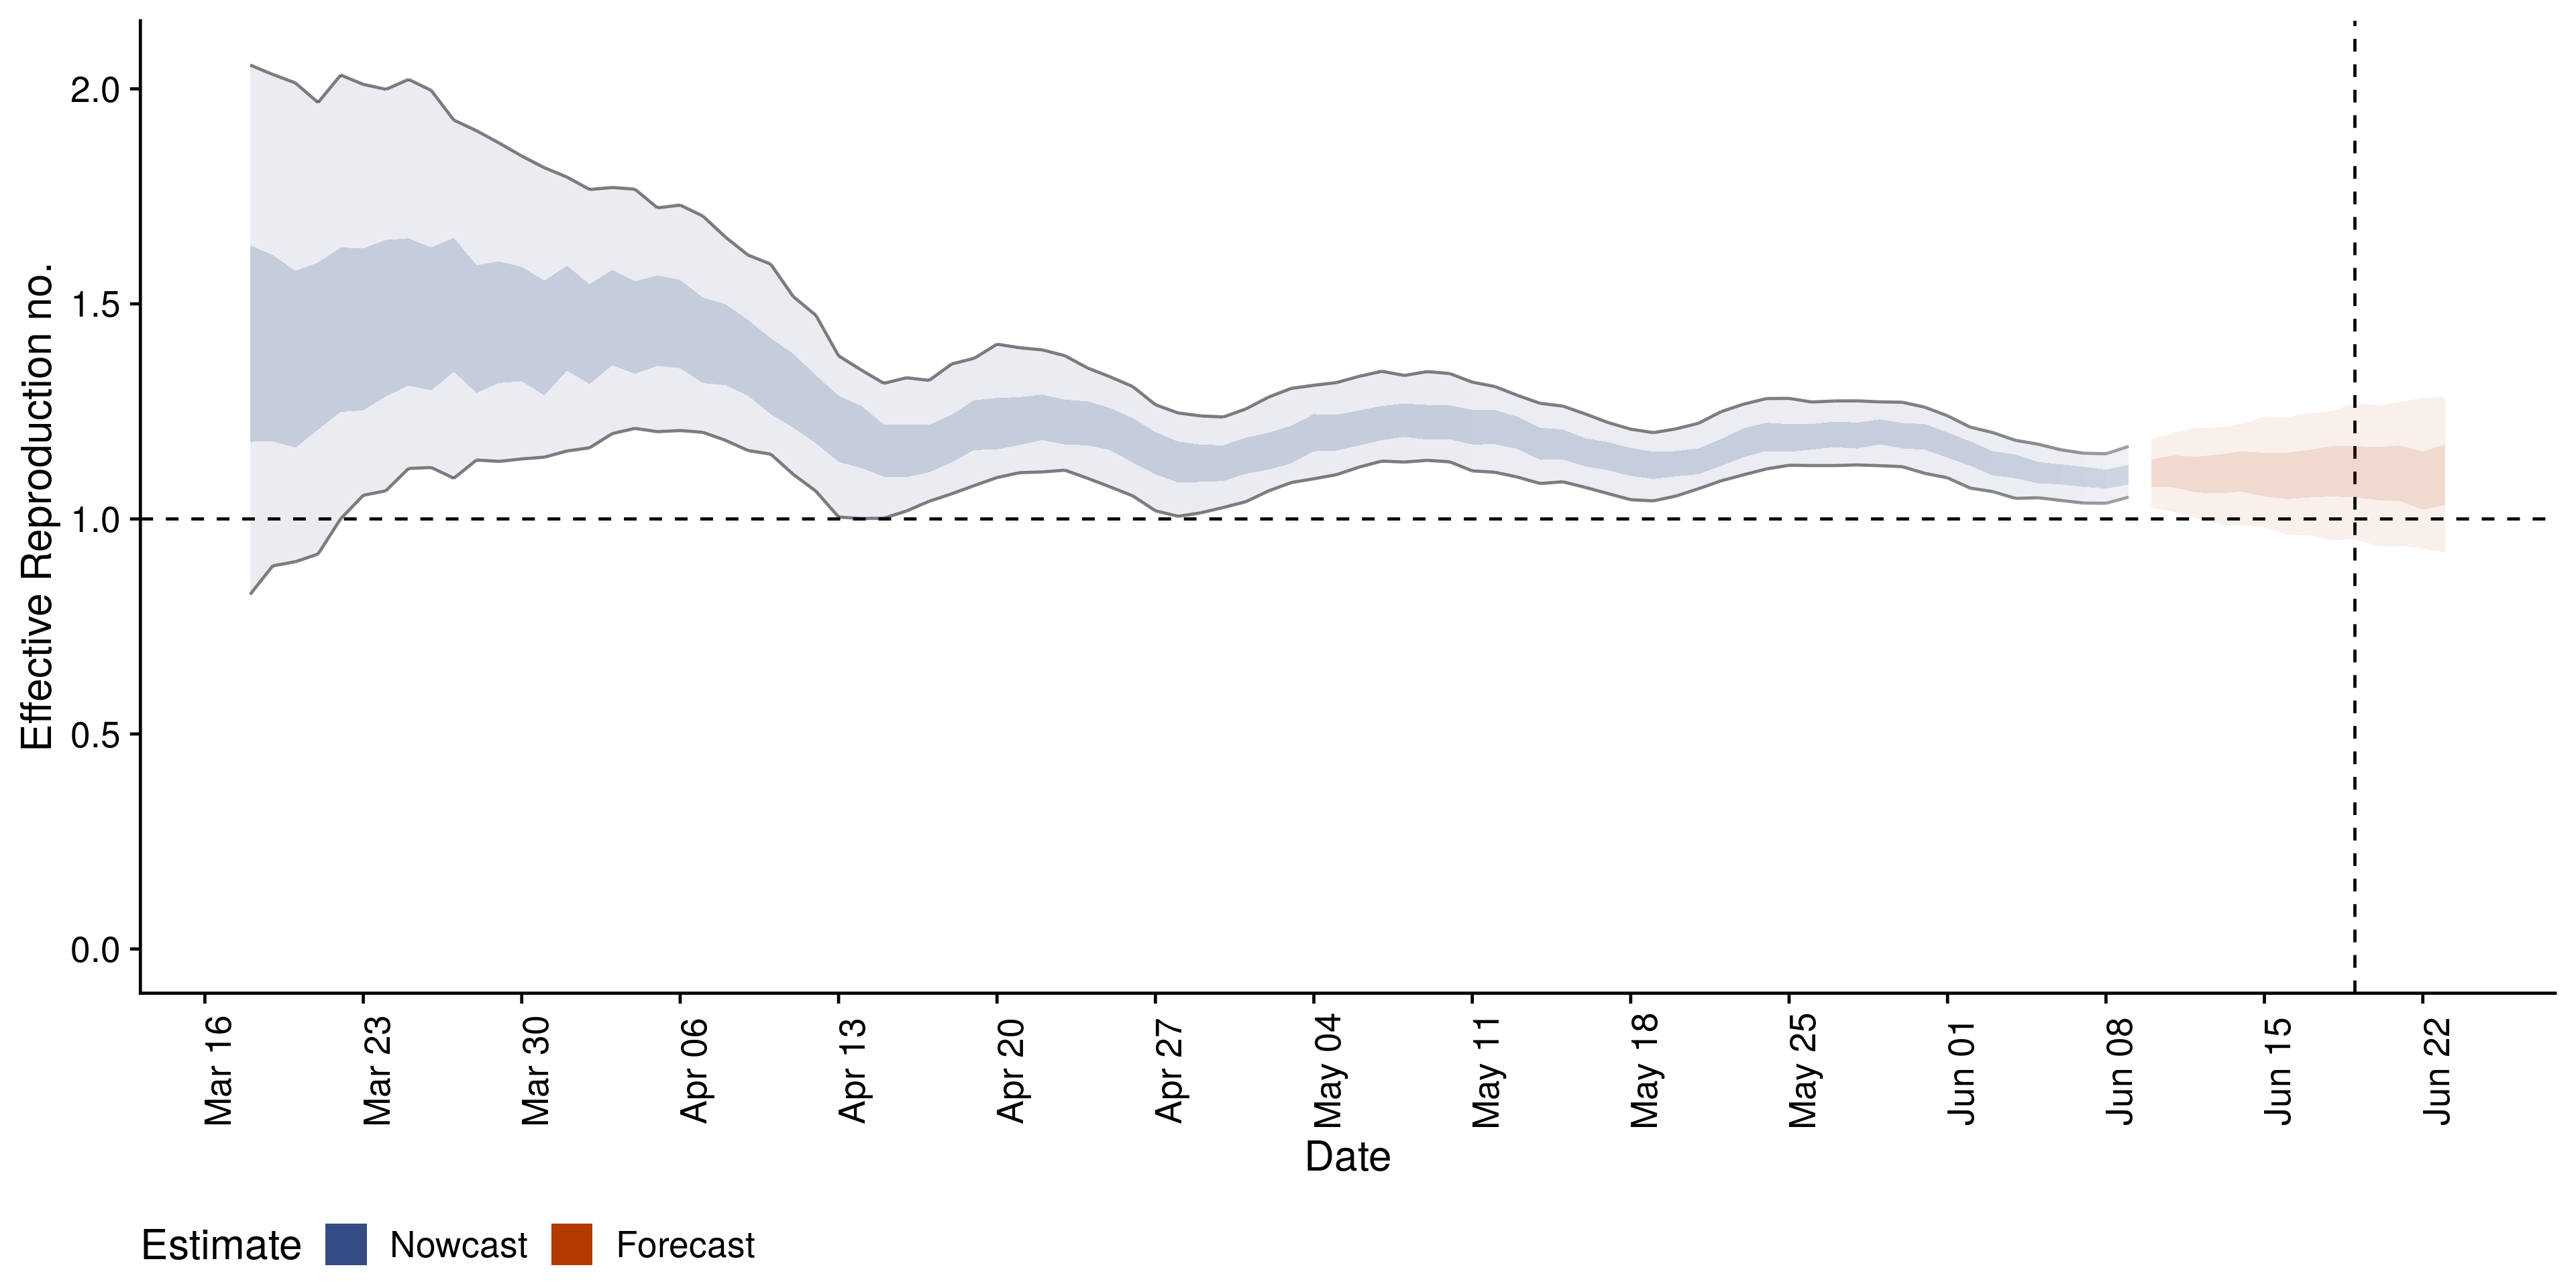 Effective Reproduction no.
2.0
1.5
1.0
0.5
0.0
Mar 16
Mar 23
Mar 30
Apr 06
Apr 13
Apr 20
Apr 27
May 04
May 11
May 18
May 25
Jun 01
Jun 08
Jun 15
Jun 22
Date
Estimate Nowcast Forecast